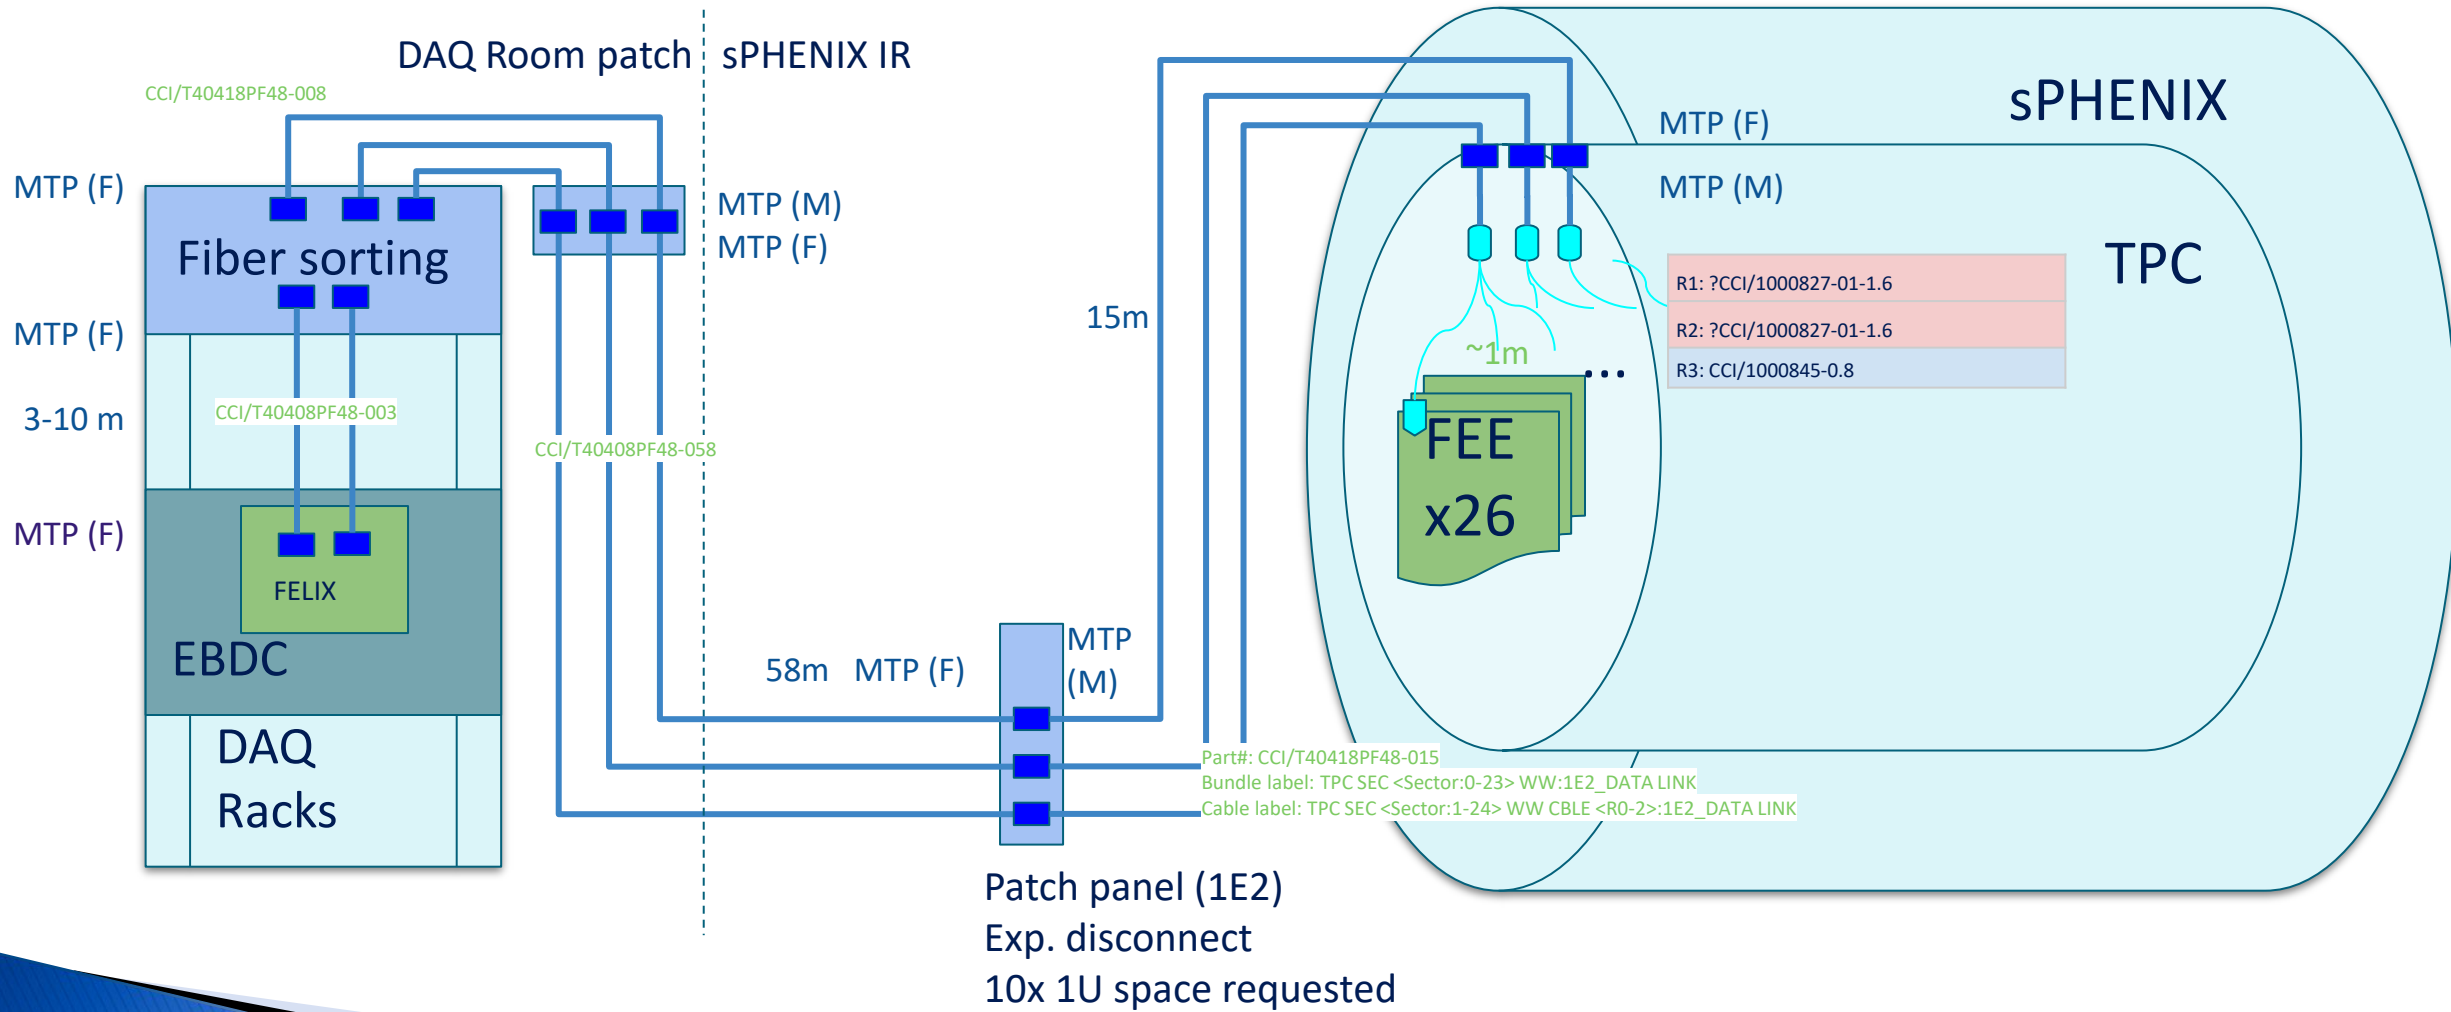 DAQ Room patch
sPHENIX IR
CCI/T40418PF48-008
MTP (F)
Fiber sorting
MTP (F)
3-10 m
CCI/T40408PF48-003
MTP (F)
FELIX
EBDC
DAQ
Racks
MTP (M)
MTP (F)
CCI/T40408PF48-058
58m
MTP (F)
MTP
(M)
15m
Patch panel (1E2)
Exp. disconnect
10x 1U space requested
sPHENIX
MTP (F)
MTP (M)
TPC
R1: ?CCI/1000827-01-1.6
R2: ?CCI/1000827-01-1.6
R3: CCI/1000845-0.8
~1m
...
FEE
x26
Part#: CCI/T40418PF48-015
Bundle label: TPC SEC <Sector:0-23> WW:1E2_DATA LINK
Cable label: TPC SEC <Sector:1-24> WW CBLE <R0-2>:1E2_DATA LINK